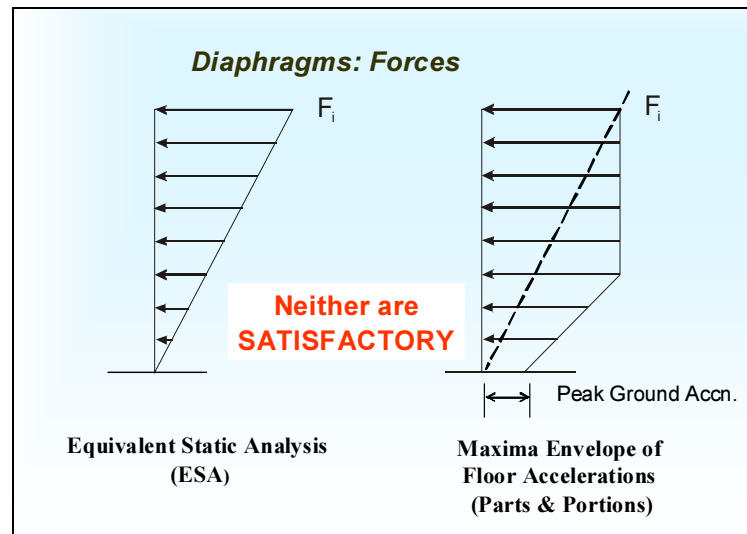 Diaphragms: Forces
Fi
Fi
Neither are
SATISFACTORY
Peak Ground Accn.
Equivalent Static Analysis
(ESA)
Maxima Envelope of
Floor Accelerations
(Parts & Portions)